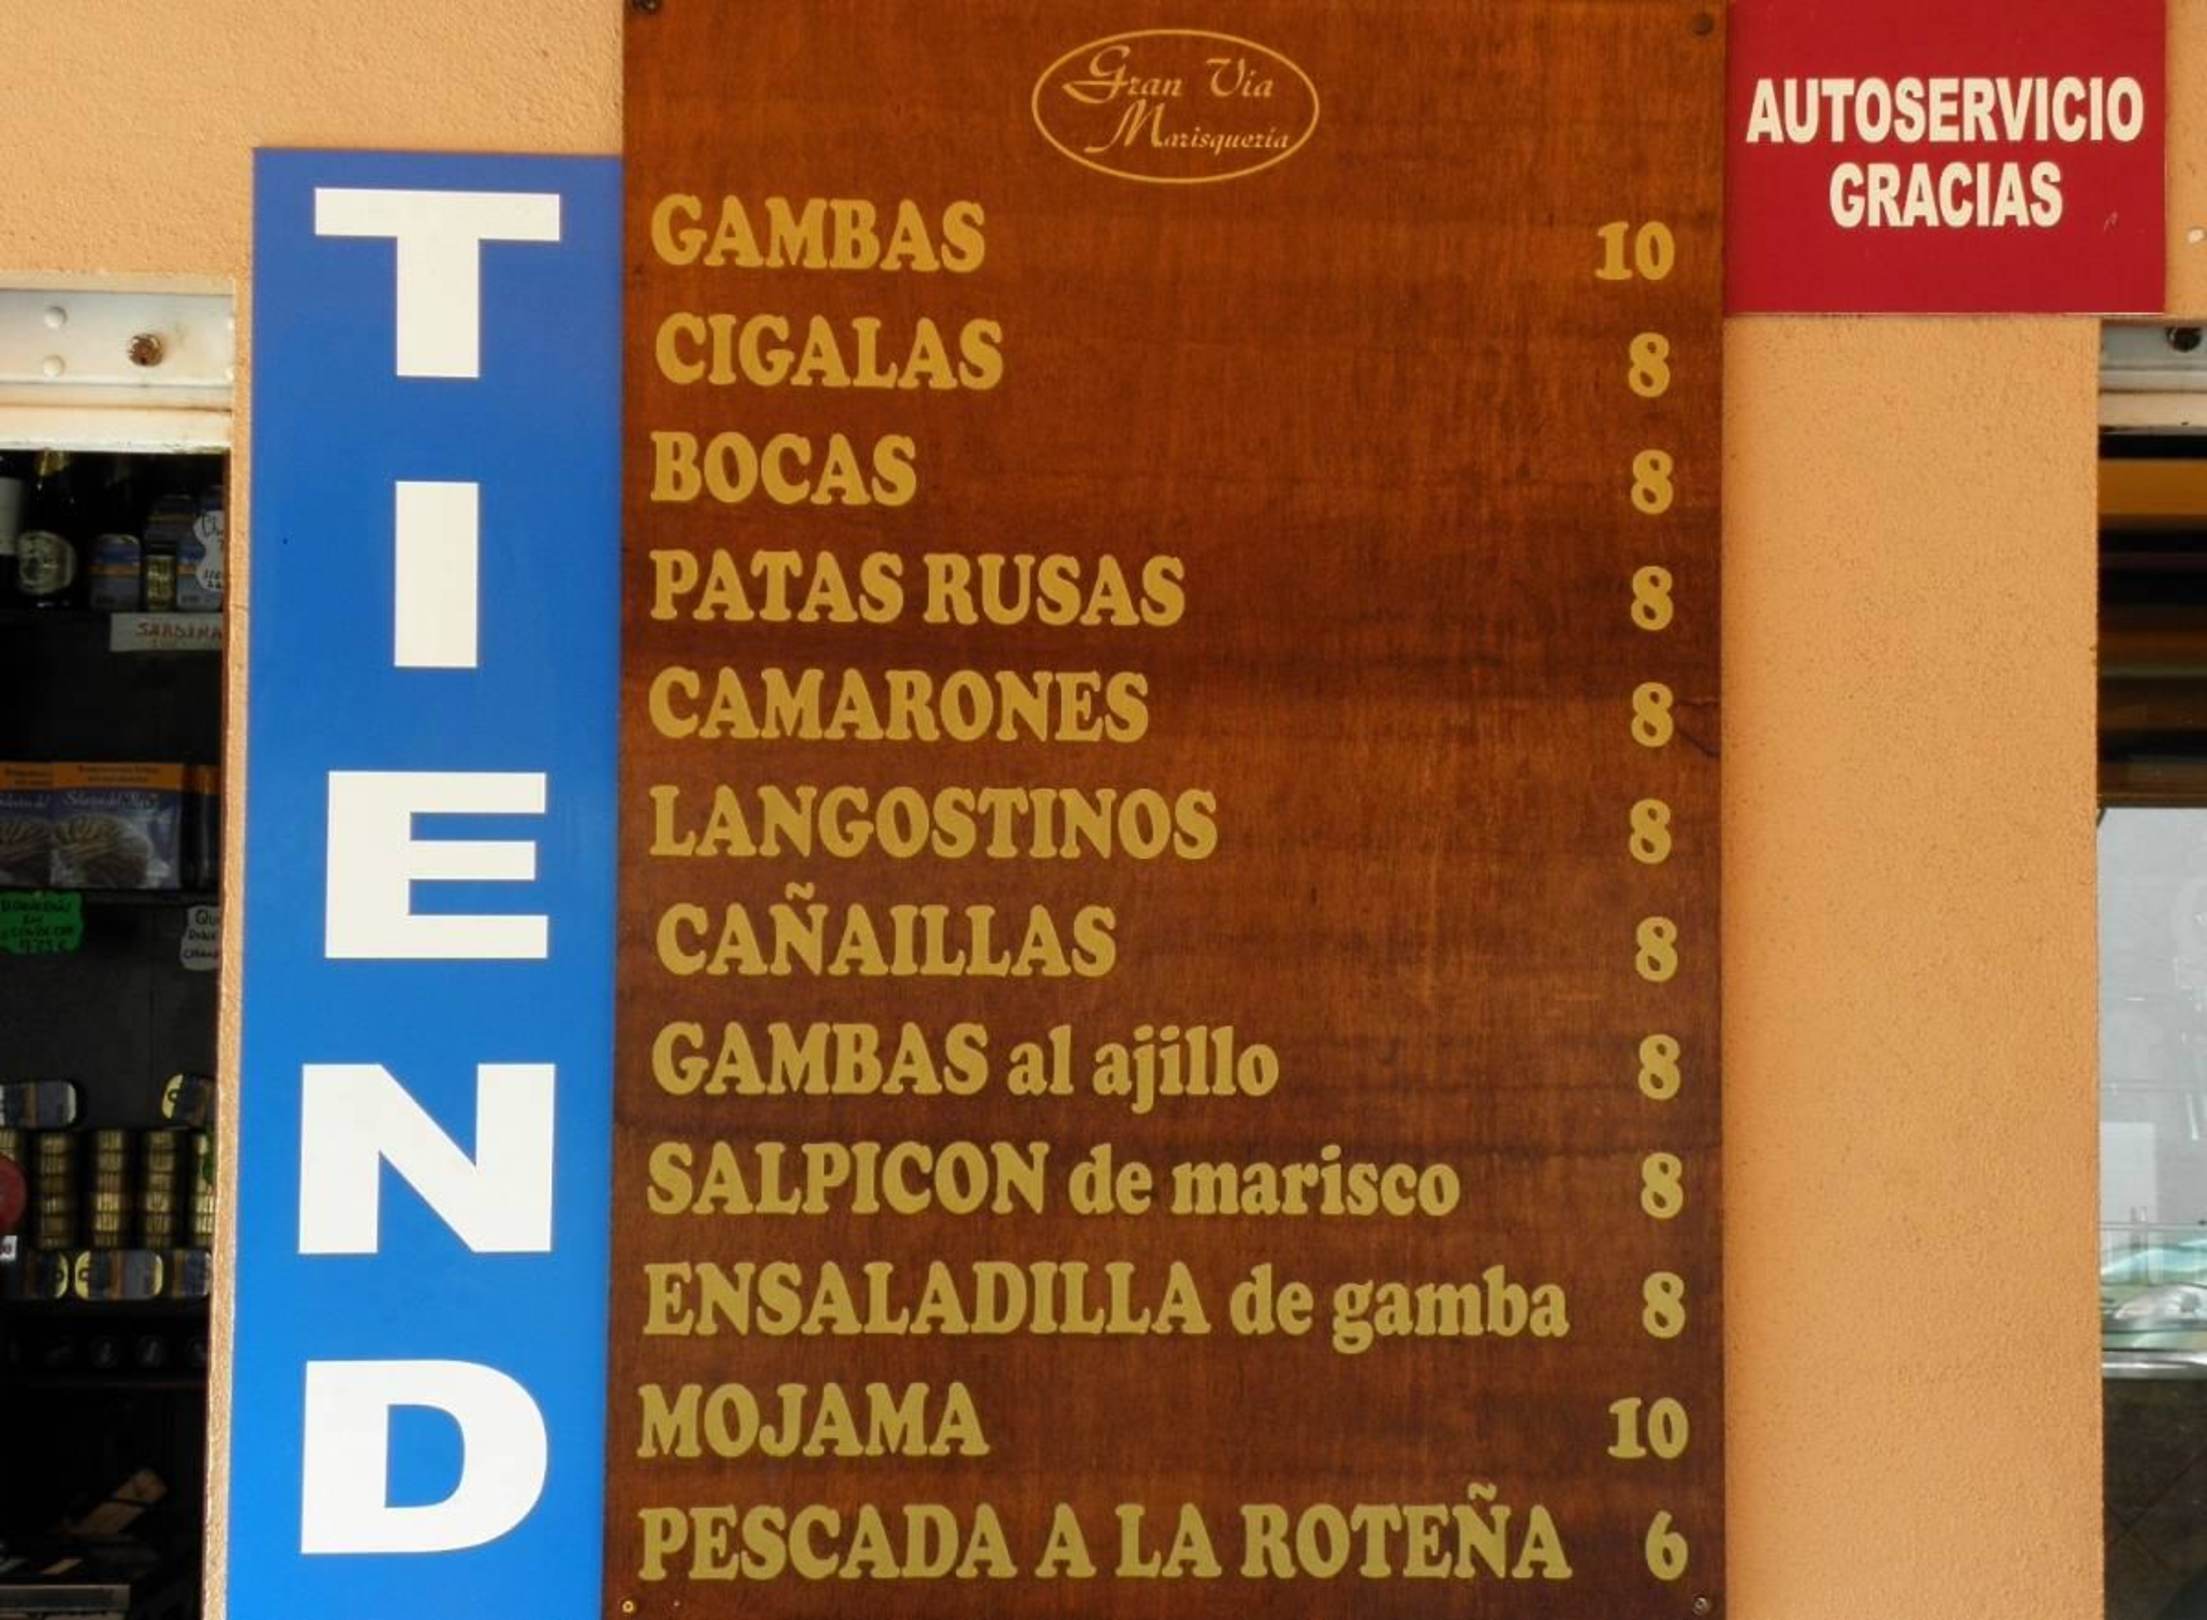 Gran Via
Marisquería
AUTOSERVICIO
GRACIAS
T
I
E
N
D
GAMBAS 10
CIGALAS 8
BOCAS 8
PATAS RUSAS 8
CAMARONES 8
LANGOSTINOS 8
CAÑAILLAS 8
GAMBAS al ajillo 8
SALPICON de marisco 8
ENSALADILLA de gamba 8
MOJAMA 10
PESCADA A LA ROTEÑA 6